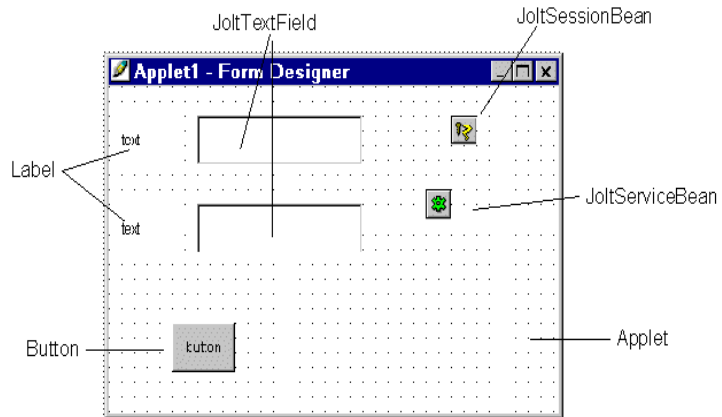 JoltTextField
JoltSessionBean
Applet1 - Form Designer
text
Label
JoltServiceBean
text
Button
button
Applet